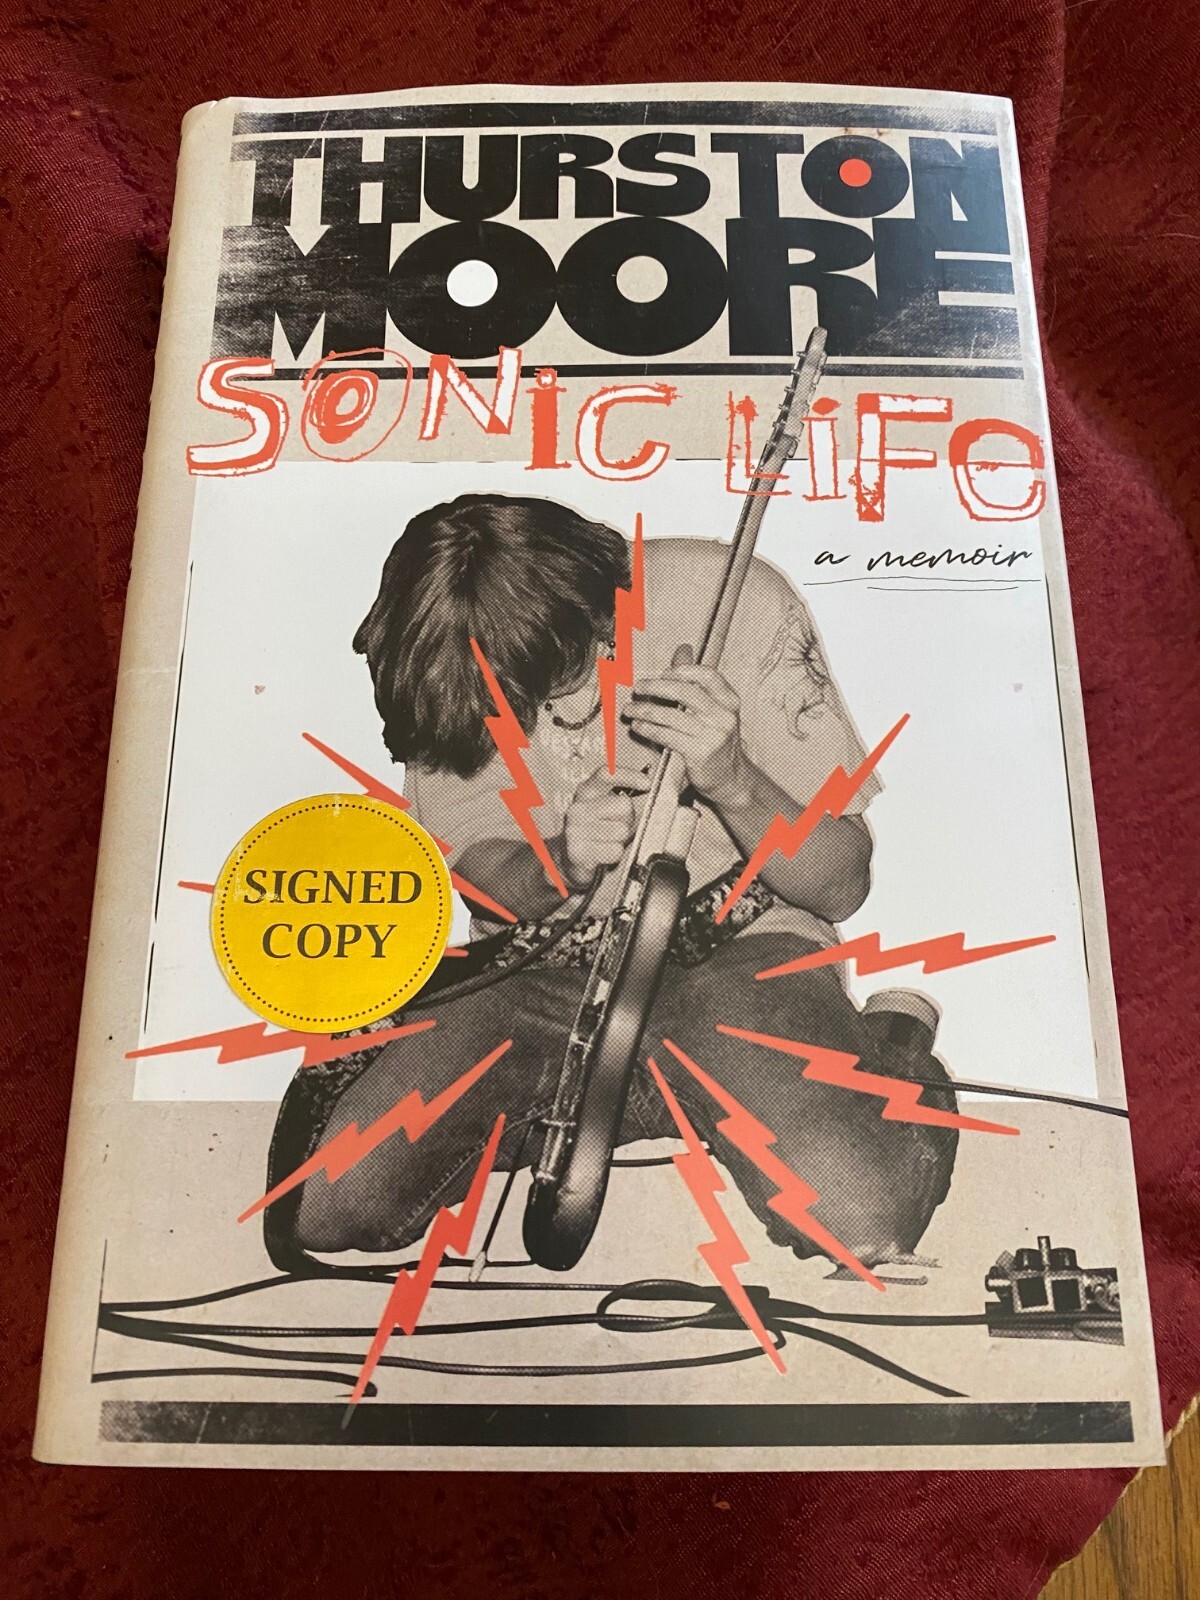 THURSTON
MOORE
SONiC LiFe
a memoir
SIGNED
COPY